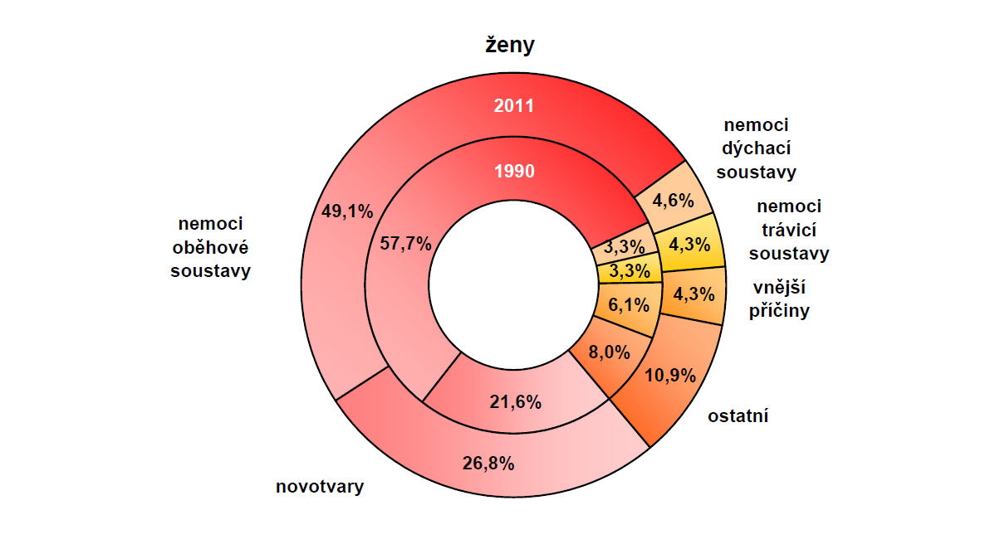 ženy
2011
1990
nemoci
dýchací
soustavy
4,6%
nemoci
trávicí
soustavy
49,1%
nemoci
oběhové
soustavy
57,7%
3,3%
4,3%
3,3%
vnější
příčiny
4,3%
6,1%
8,0%
10,9%
21,6%
ostatní
26,8%
novotvary